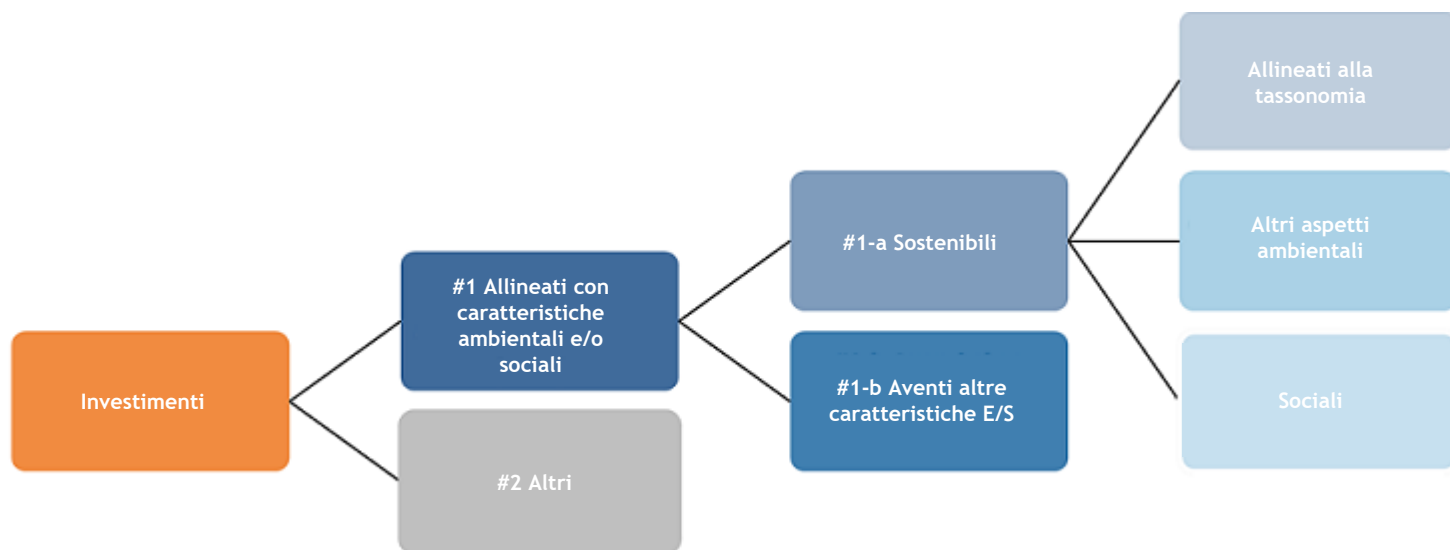 Investimenti
#1 Allineati con
caratteristiche
ambientali e/o
sociali
#2 Altri
#1-a Sostenibili
#1-b Aventi altre
caratteristiche E/S
Allineati alla
tassonomia
Altri aspetti
ambientali
Sociali